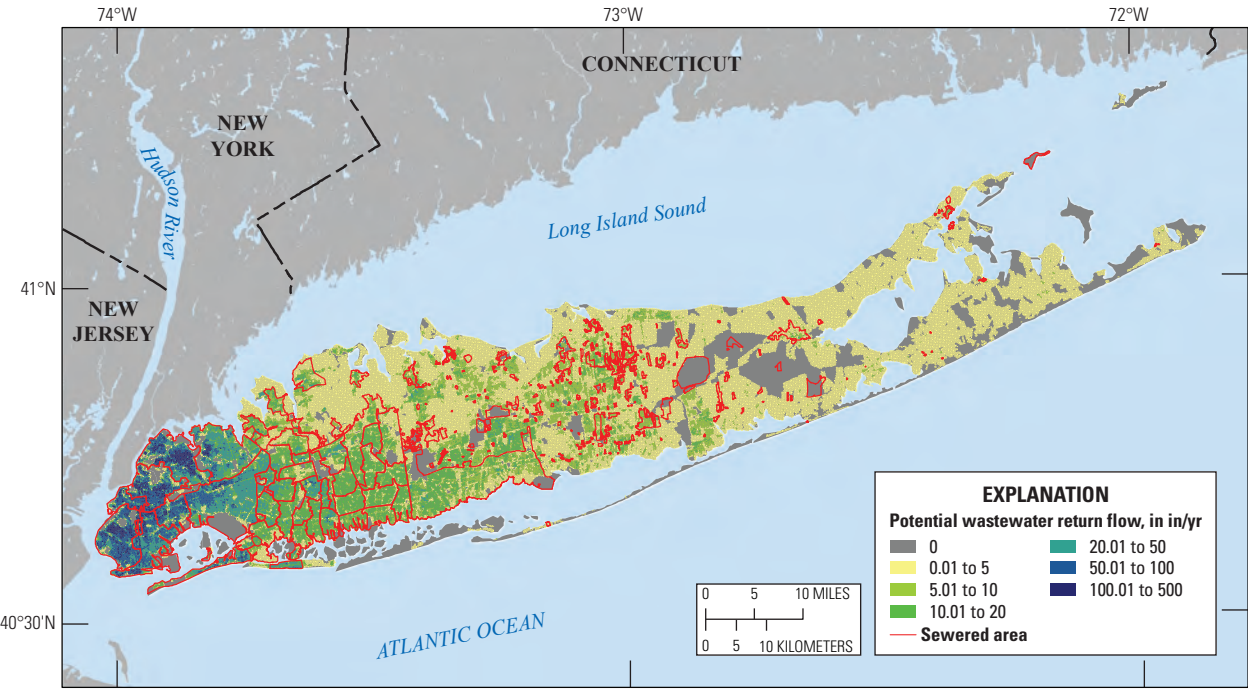 74°W
73°W
72°W
CONNECTICUT
NEW
YORK
Hudson River
Long Island Sound
41°N
NEW
JERSEY
EXPLANATION
Potential wastewater return flow, in in/yr
0
0.01 to 5
5.01 to 10
10.01 to 20
20.01 to 50
50.01 to 100
100.01 to 500
Sewered area
0 5 10 MILES
0 5 10 KILOMETERS
40°30'N
ATLANTIC OCEAN